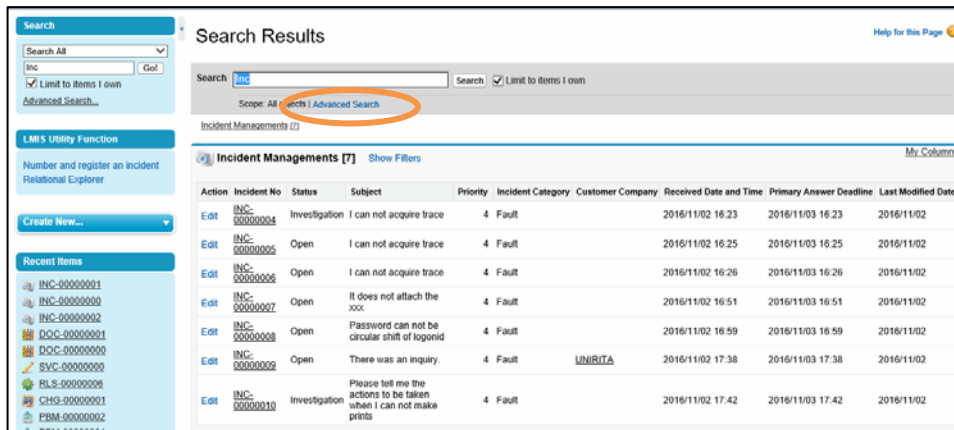 Search
Search All
Inc Go!
Limit to items I own
Advanced Search...
LMIS Utility Function
Number and register an incident
Relational Explorer
Create New...
Recent Items
INC-00000001
INC-00000000
INC-00000002
DOC-00000001
DOC-00000000
SVC-00000000
RLS-00000006
CHG-00000001
PBM-00000002
Search Results
Help for this Page
Search Inc Search Limit to items I own
Scope: All objects | Advanced Search
Incident Managements [7]
Incident Managements [7] Show Filters My Column
Action Incident No Status Subject Priority Incident Category Customer Company Received Date and Time Primary Answer Deadline Last Modified Date
Edit INC-00000004 Investigation I can not acquire trace 4 Fault 2016/11/02 16:23 2016/11/03 16:23 2016/11/02
Edit INC-00000005 Open I can not acquire trace 4 Fault 2016/11/02 16:25 2016/11/03 16:25 2016/11/02
Edit INC-00000006 Open I can not acquire trace 4 Fault 2016/11/02 16:26 2016/11/03 16:26 2016/11/02
Edit INC-00000007 Open It does not attach the xxx 4 Fault 2016/11/02 16:51 2016/11/03 16:51 2016/11/02
Edit INC-00000008 Open Password can not be circular shift of logonid 4 Fault 2016/11/02 16:59 2016/11/03 16:59 2016/11/02
Edit INC-00000009 Open There was an inquiry. 4 Fault UNIRITA 2016/11/02 17:38 2016/11/03 17:38 2016/11/02
Edit INC-00000010 Investigation Please tell me the actions to be taken when I can not make prints 4 Fault 2016/11/02 17:42 2016/11/03 17:42 2016/11/02